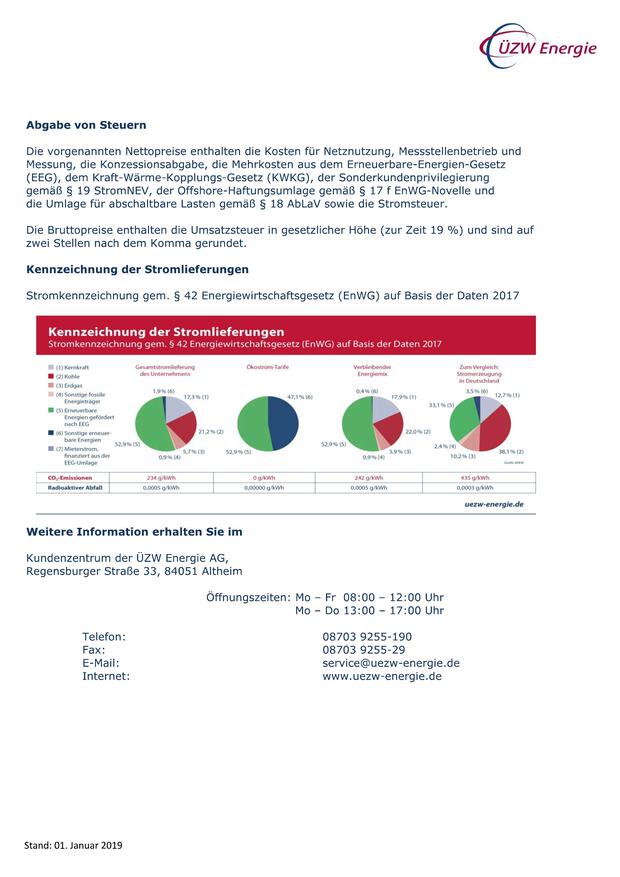 ÜZW Energie
Abgabe von Steuern
Die vorgenannten Nettopreise enthalten die Kosten für Netznutzung, Messstellenbetrieb und
Messung, die Konzessionsabgabe, die Mehrkosten aus dem Erneuerbare-Energien-Gesetz
(EEG), dem Kraft-Wärme-Kopplungs-Gesetz (KWKG), der Sonderkundenprivilegierung
gemäß § 19 StromNEV, der Offshore-Haftungsumlage gemäß § 17 f EnWG-Novelle und
die Umlage für abschaltbare Lasten gemäß § 18 AbLaV sowie die Stromsteuer.
Die Bruttopreise enthalten die Umsatzsteuer in gesetzlicher Höhe (zur Zeit 19 %) und sind auf
zwei Stellen nach dem Komma gerundet.
Kennzeichnung der Stromlieferungen
Stromkennzeichnung gem. § 42 Energiewirtschaftsgesetz (EnWG) auf Basis der Daten 2017
Kennzeichnung der Stromlieferungen
Stromkennzeichnung gem. § 42 Energiewirtschaftsgesetz (EnWG) auf Basis der Daten 2017
(1) Kernkraft
(2) Kohle
(3) Erdgas
(4) Sonstige fossile
Energieträger
(5) Erneuerbare
Energien gefördert
nach EEG
(6) Sonstige erneuer-
bare Energien
(7) Mieterstrom,
finanziert aus der
EEG-Umlage
Gesamtstromlieferung
des Unternehmens
1,9 % (6)
17,3 % (1)
21,2 % (2)
5,7 % (3)
0,9 % (4)
52,9 % (5)
Ökostrom-Tarife
47,1 % (6)
52,9 % (5)
Verbleibender
Energiemix
0,4 % (6)
17,9 % (1)
22,0 % (2)
5,9 % (3)
0,9 % (4)
52,9 % (5)
Zum Vergleich:
Stromerzeugung
in Deutschland
3,5 % (6)
12,7 % (1)
38,1 % (2)
10,2 % (3)
2,4 % (4)
33,1 % (5)
CO₂-Emissionen 234 g/kWh 0 g/kWh 242 g/kWh 435 g/kWh
Radioaktiver Abfall 0,0005 g/kWh 0,00000 g/kWh 0,0005 g/kWh 0,0003 g/kWh
uezw-energie.de
Weitere Information erhalten Sie im
Kundenzentrum der ÜZW Energie AG,
Regensburger Straße 33, 84051 Altheim
Öffnungszeiten: Mo – Fr 08:00 – 12:00 Uhr
Mo – Do 13:00 – 17:00 Uhr
Telefon: 08703 9255-190
Fax: 08703 9255-29
E-Mail: service@uezw-energie.de
Internet: www.uezw-energie.de
Stand: 01. Januar 2019